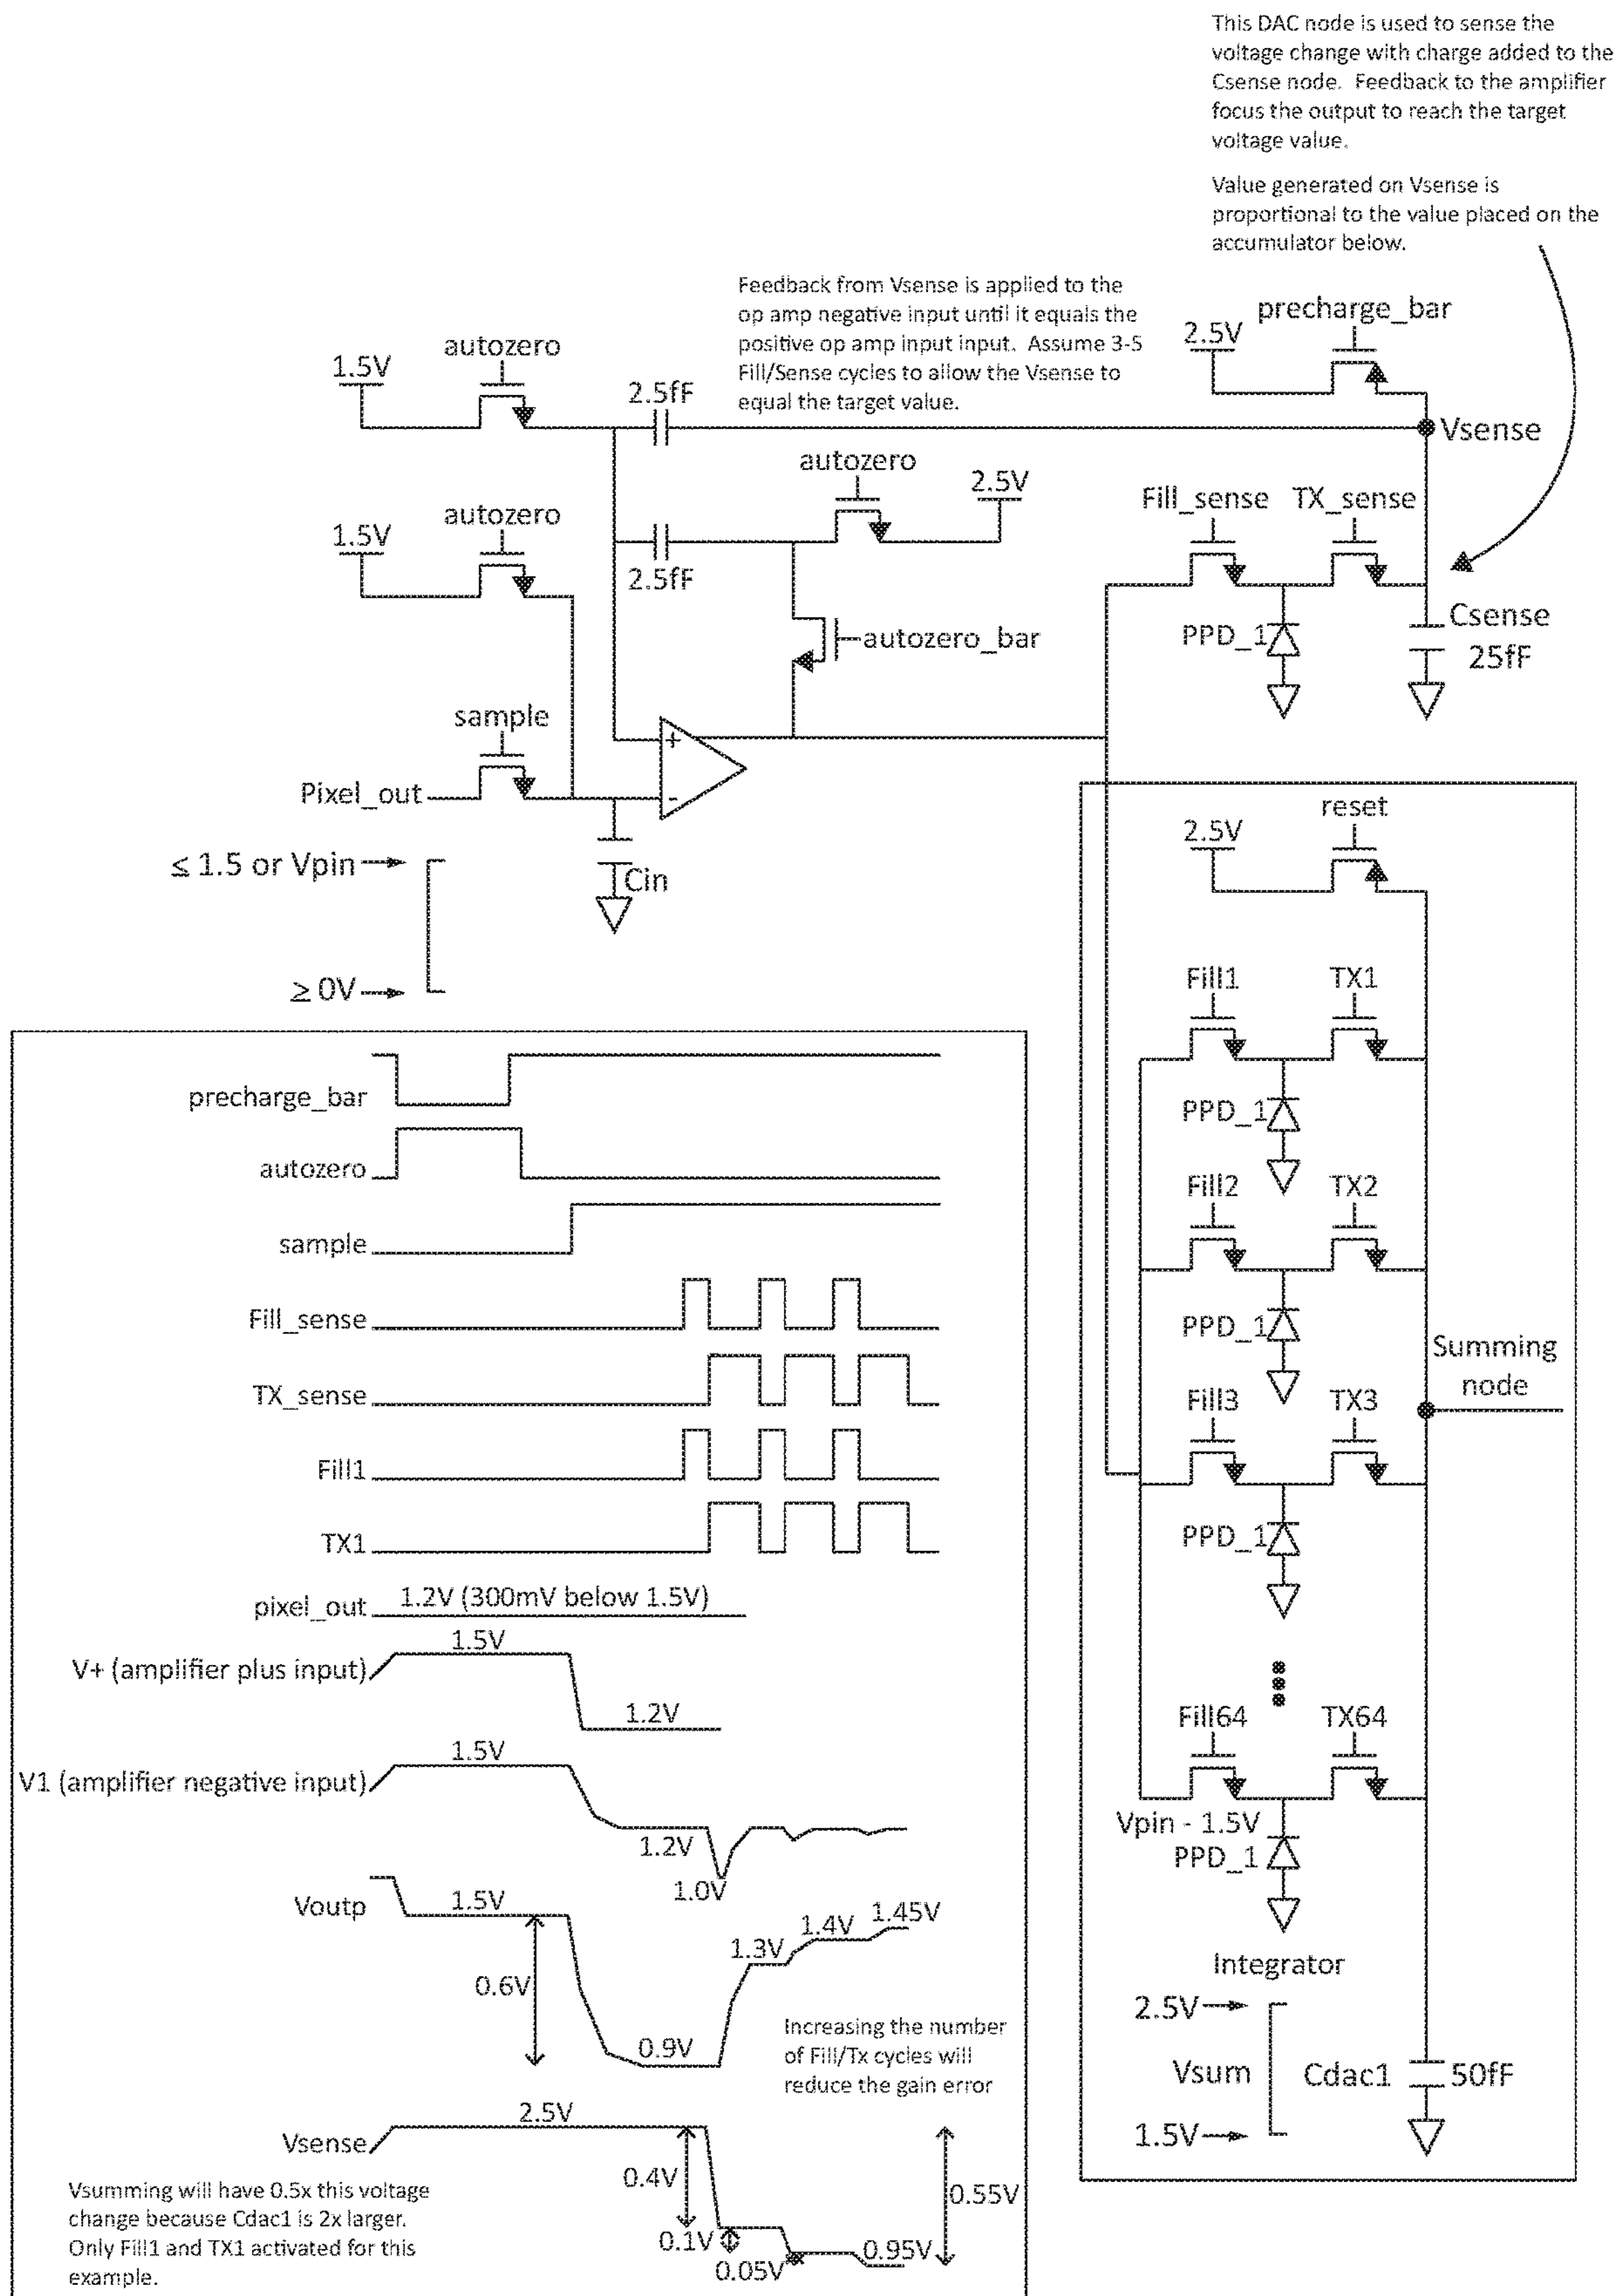 This DAC node is used to sense the
voltage change with charge added to the
Csense node.  Feedback to the amplifier
focus the output to reach the target
voltage value.
Value generated on Vsense is
proportional to the value placed on the
accumulator below.
Feedback from Vsense is applied to the
op amp negative input until it equals the
positive op amp input input.  Assume 3-5
Fill/Sense cycles to allow the Vsense to
equal the target value.
precharge_bar
2.5V
Vsense
autozero
1.5V
2.5fF
autozero
2.5V
autozero
1.5V
2.5fF
Fill_sense
TX_sense
autozero_bar
PPD_1
Csense
25fF
sample
Pixel_out
+
-
≤ 1.5 or Vpin
Cin
≥ 0V
reset
2.5V
Fill1
TX1
PPD_1
Fill2
TX2
PPD_1
Summing
node
Fill3
TX3
PPD_1
Fill64
TX64
Vpin - 1.5V
PPD_1
Integrator
2.5V
Vsum
1.5V
Cdac1
50fF
precharge_bar
autozero
sample
Fill_sense
TX_sense
Fill1
TX1
pixel_out
1.2V (300mV below 1.5V)
V+ (amplifier plus input)
1.5V
1.2V
V1 (amplifier negative input)
1.5V
1.2V
1.0V
Voutp
1.5V
0.6V
0.9V
1.3V
1.4V
1.45V
Increasing the number
of Fill/Tx cycles will
reduce the gain error
Vsense
2.5V
0.4V
0.1V
0.05V
0.95V
0.55V
Vsumming will have 0.5x this voltage
change because Cdac1 is 2x larger.
Only Fill1 and TX1 activated for this
example.